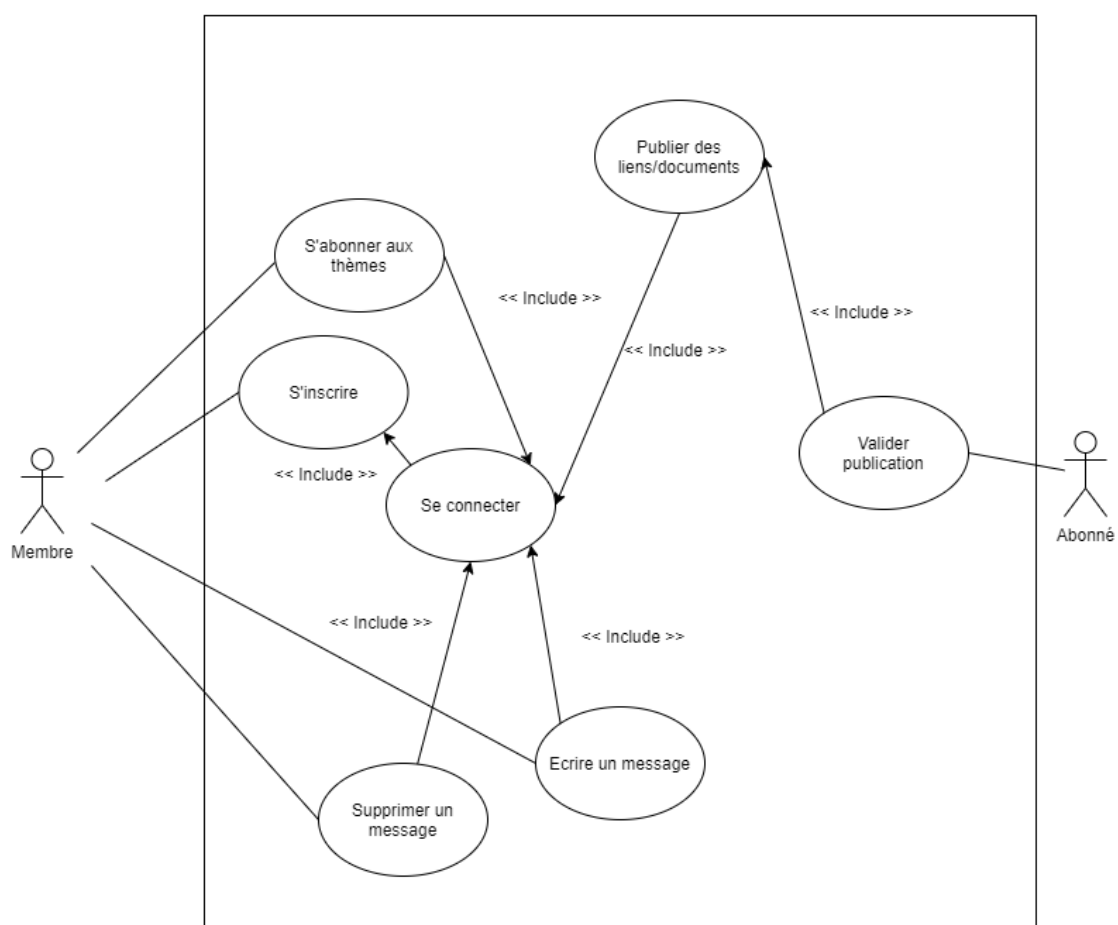 Publier des
liens/documents
S'abonner aux
thèmes
<< Include >>
<< Include >>
<< Include >>
S'inscrire
<< Include >>
Se connecter
Valider
publication
Membre
Abonné
<< Include >>
<< Include >>
Ecrire un message
Supprimer un
message